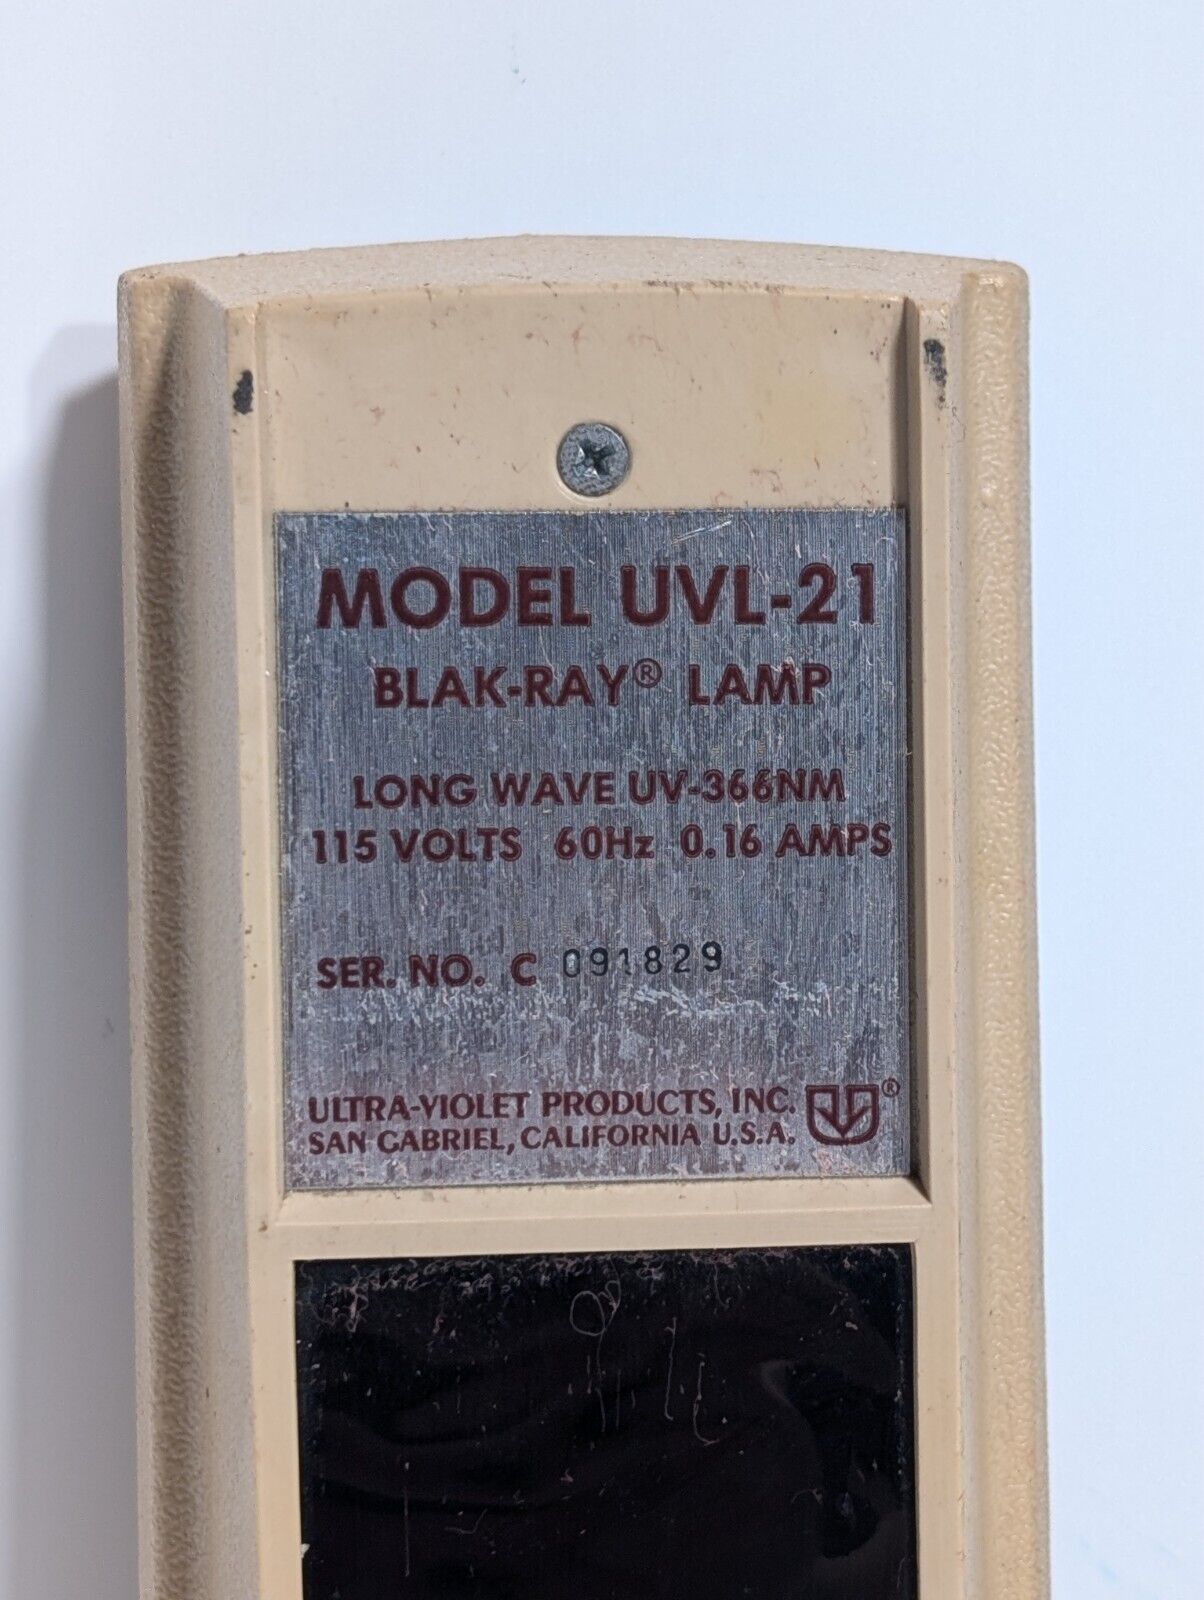 MODEL UVL-21
BLAK-RAY® LAMP
LONG WAVE UV-366NM
115 VOLTS 60Hz 0.16 AMPS
SER. NO. C 091829
ULTRA-VIOLET PRODUCTS, INC.
SAN GABRIEL, CALIFORNIA U.S.A.
®